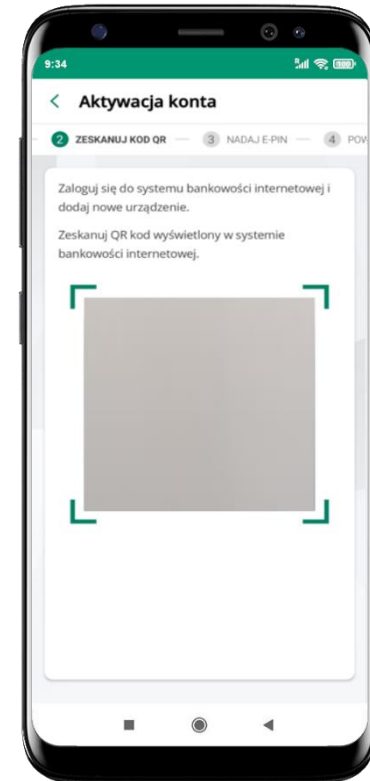 9:34
100
Aktywacja konta
2 ZESKANUJ KOD QR 3 NADAJ E-PIN 4 POW
Zaloguj się do systemu bankowości internetowej i
dodaj nowe urządzenie.
Zeskanuj QR kod wyświetlony w systemie
bankowości internetowej.